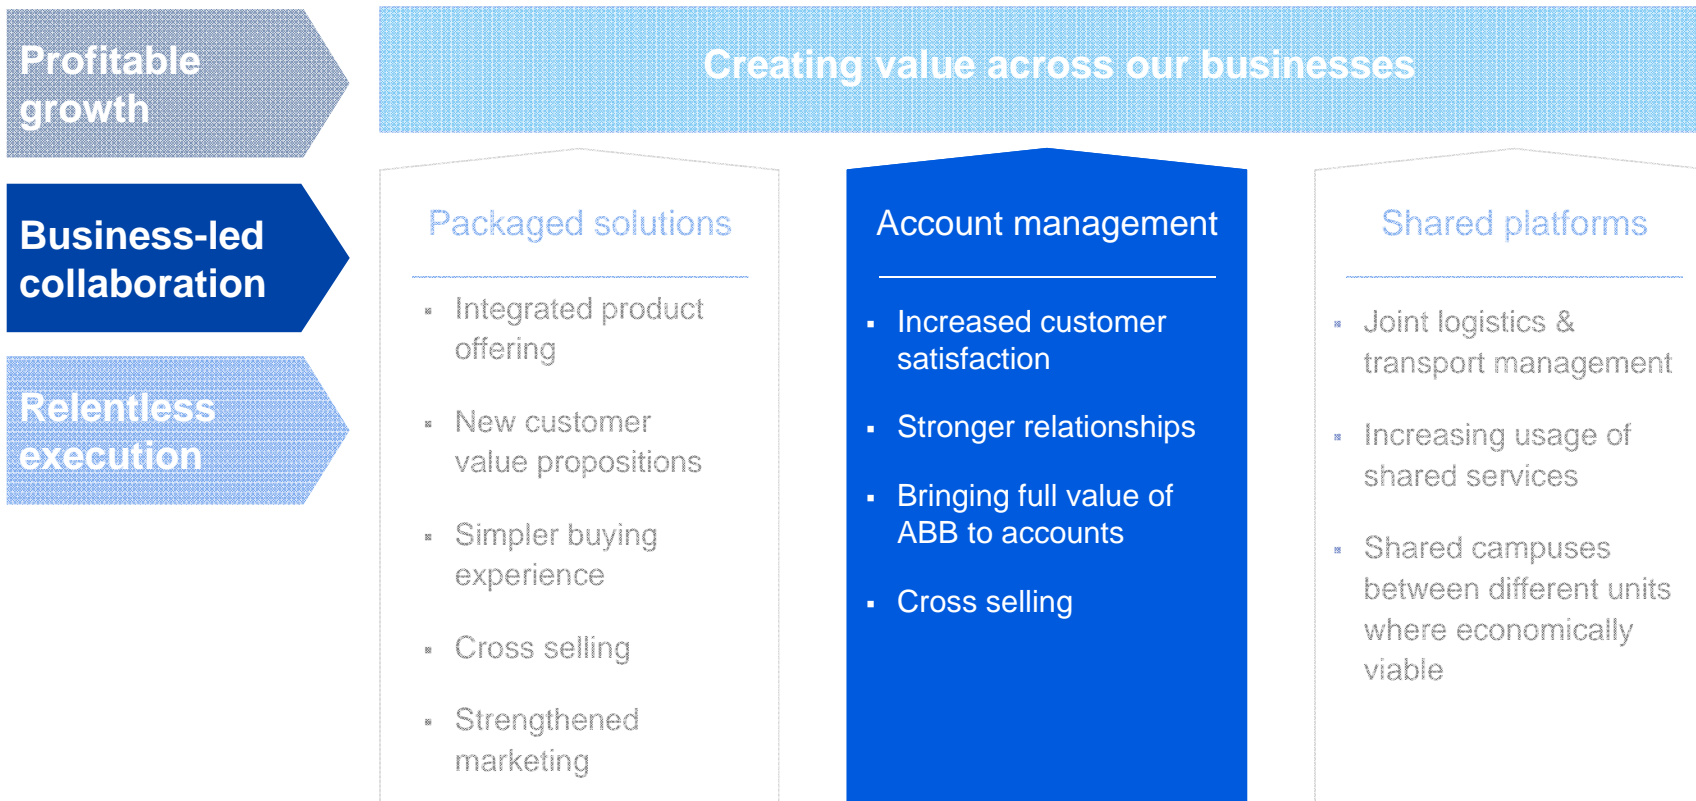 Profitable
growth
Business-led
collaboration
Relentless
execution
Creating value across our businesses
Packaged solutions
▪ Integrated product
offering
▪ New customer
value propositions
▪ Simpler buying
experience
▪ Cross selling
▪ Strengthened
marketing
Account management
▪ Increased customer
satisfaction
▪ Stronger relationships
▪ Bringing full value of
ABB to accounts
▪ Cross selling
Shared platforms
▪ Joint logistics &
transport management
▪ Increasing usage of
shared services
▪ Shared campuses
between different units
where economically
viable